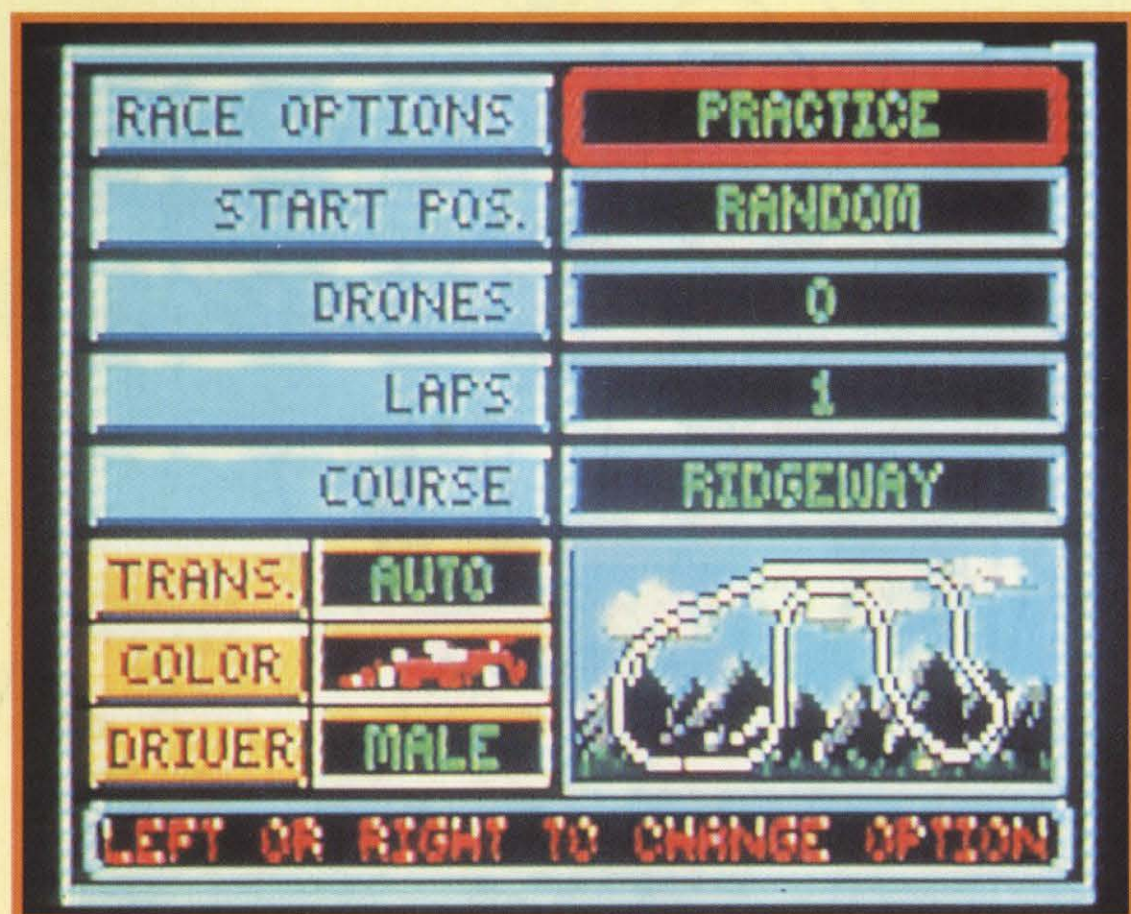 RACE OPTIONS PRACTICE
START POS. RANDOM
DRONES 0
LAPS 1
COURSE RIDGEWAY
TRANS. AUTO
COLOR
DRIVER MALE
LEFT OR RIGHT TO CHANGE OPTION